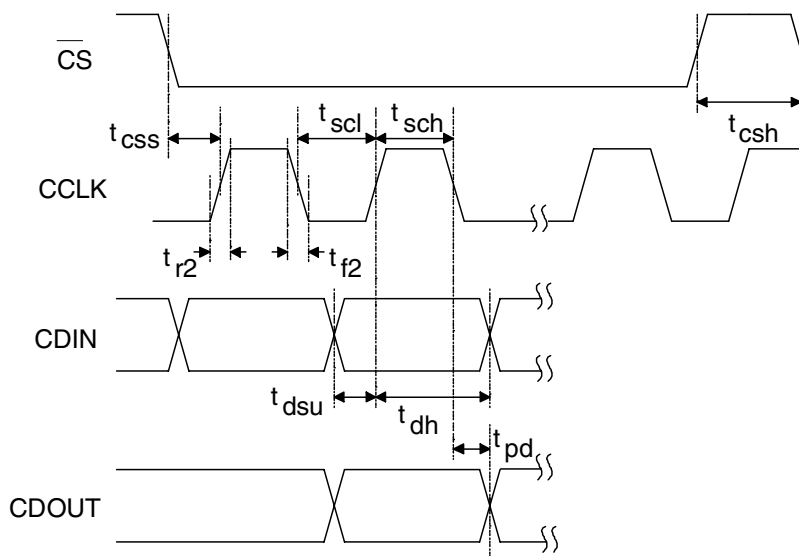 CS
t css
t scl
t sch
t csh
CCLK
t r2
t f2
CDIN
t dsu
t dh
t pd
CDOUT